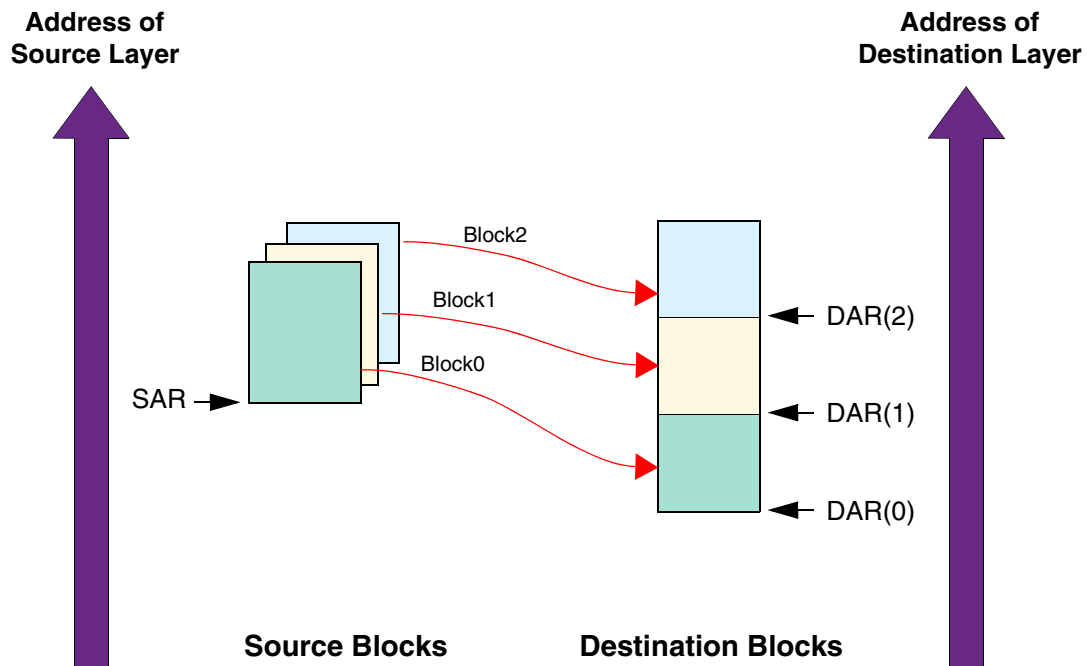 Address of
Source Layer
Address of
Destination Layer
Block2
Block1
Block0
SAR
DAR(2)
DAR(1)
DAR(0)
Source Blocks
Destination Blocks